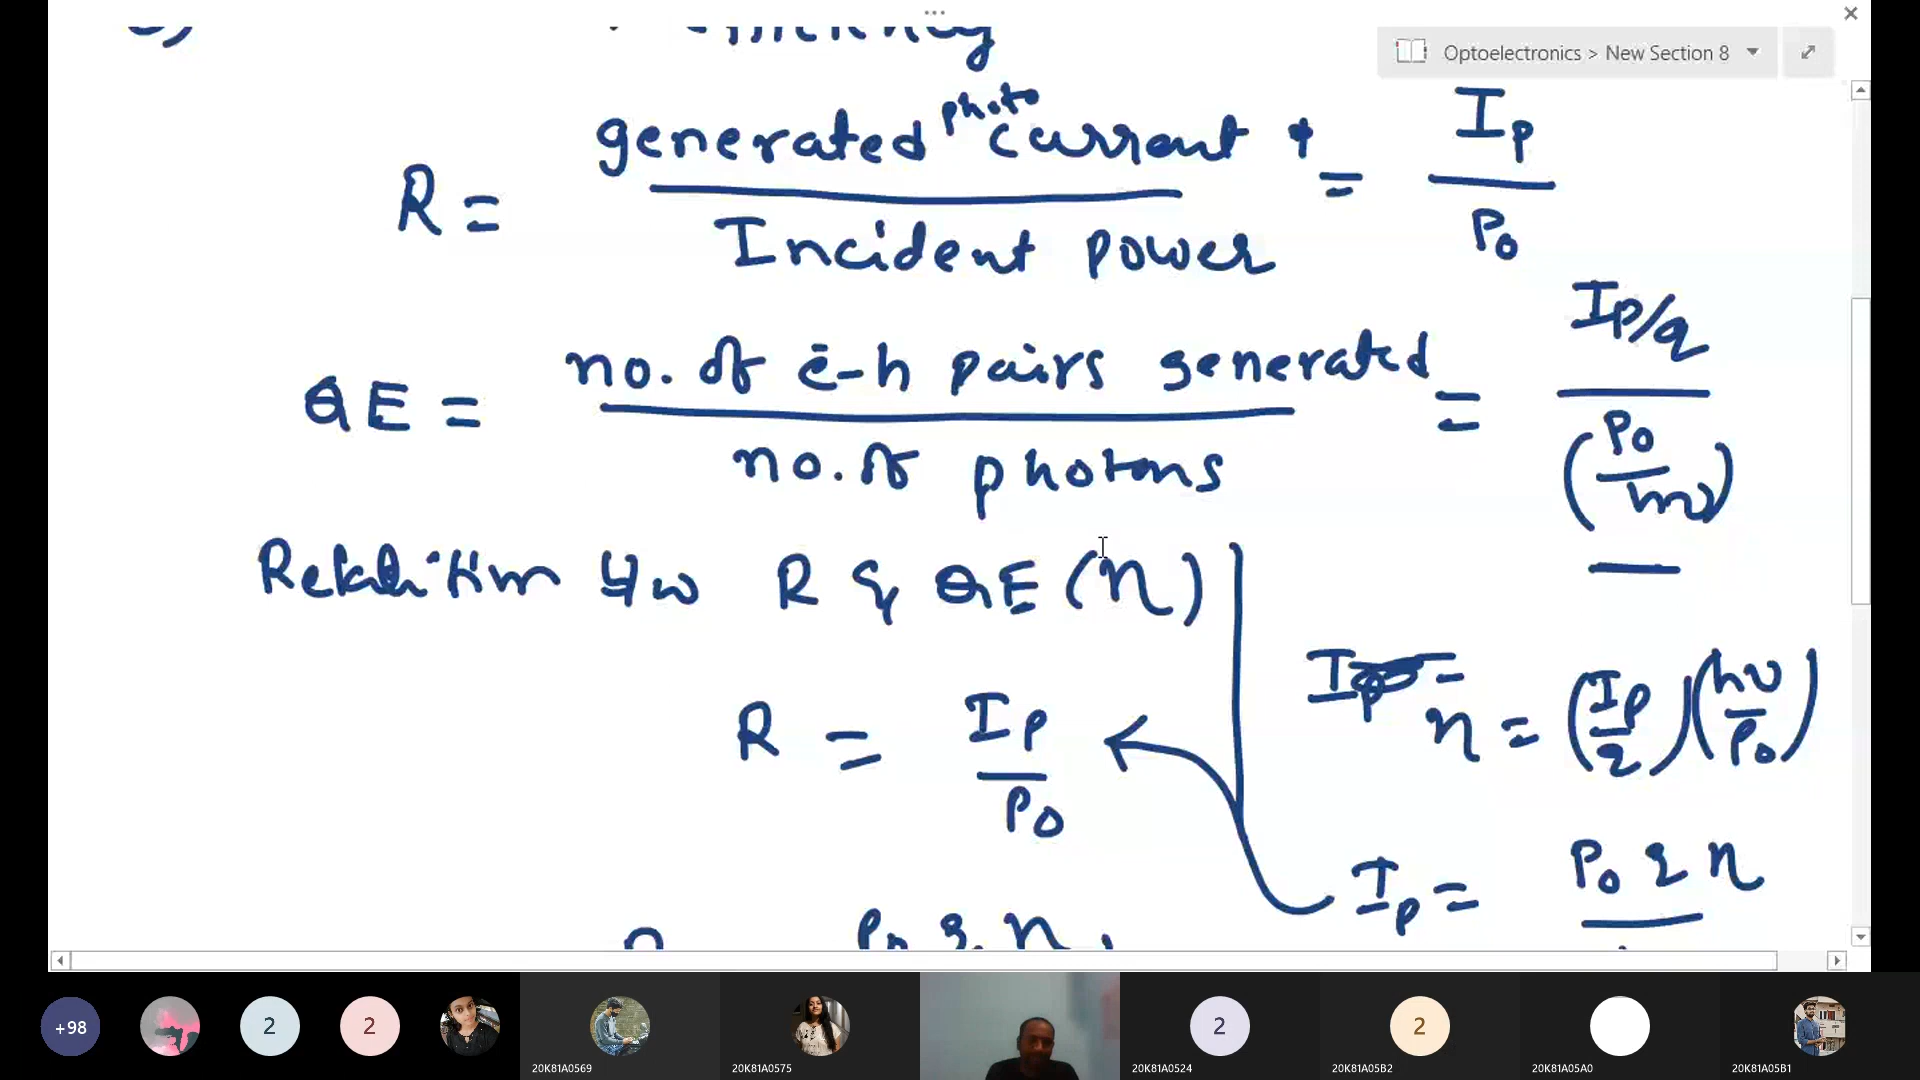 Optoelectronics > New Section 8
R = generated photo current / Incident power = Ip / Po
QE = no. of ē-h pairs generated / no. of photons = Ip/q / (Po / hν)
Relation b/w R & QE (η)
η = (Ip / q) (hν / Po)
R = Ip / Po
Ip = Po q η
Po q η
+98
2
2
2
2
20K81A0569
20K81A0575
20K81A0524
20K81A05B2
20K81A05A0
20K81A05B1